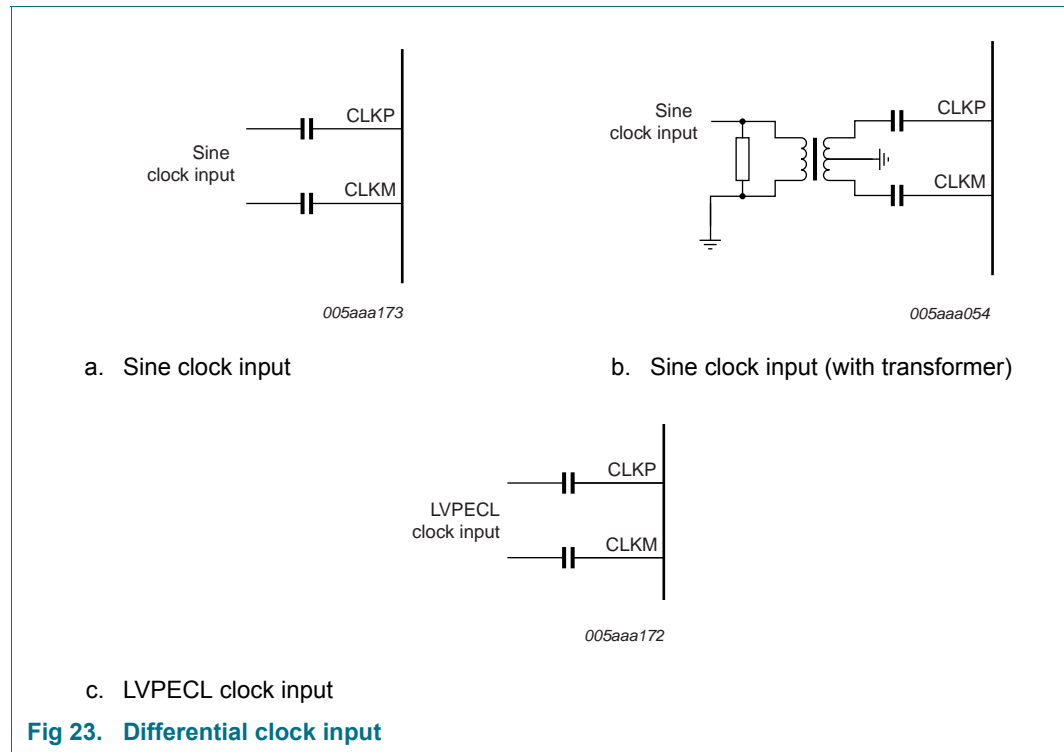 CLKP
Sine
clock input
CLKM
005aaa173
a. Sine clock input
Sine
clock input
CLKP
CLKM
005aaa054
b. Sine clock input (with transformer)
CLKP
LVPECL
clock input
CLKM
005aaa172
c. LVPECL clock input
Fig 23. Differential clock input